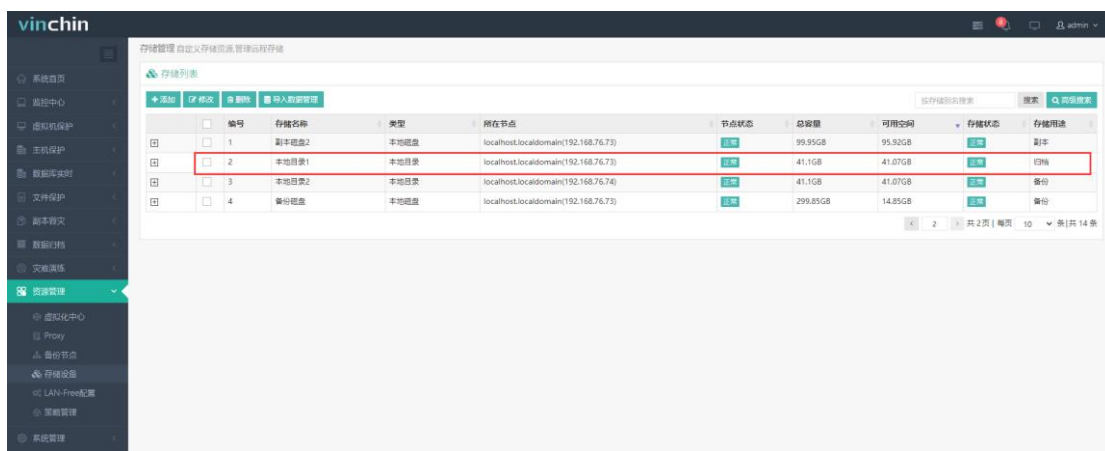 vinchin
3
admin
存储管理 自定义存储资源,管理远程存储
系统首页
监控中心
虚拟机保护
主机保护
数据库实时
文件保护
副本容灾
数据归档
灾难演练
资源管理
虚拟化中心
Proxy
备份节点
存储设备
LAN-Free配置
策略管理
系统管理
存储列表
+添加 修改 删除 导入数据管理
按存储别名搜索 搜索 高级搜索
编号 存储名称 类型 所在节点 节点状态 总容量 可用空间 存储状态 存储用途
1 副本磁盘2 本地磁盘 localhost.localdomain(192.168.76.73) 正常 99.95GB 95.92GB 正常 副本
2 本地目录1 本地目录 localhost.localdomain(192.168.76.73) 正常 41.1GB 41.07GB 正常 归档
3 本地目录2 本地目录 localhost.localdomain(192.168.76.74) 正常 41.1GB 41.07GB 正常 备份
4 备份磁盘 本地磁盘 localhost.localdomain(192.168.76.73) 正常 299.85GB 14.85GB 正常 备份
< 2 > 共2页 | 每页 10 条|共 14 条